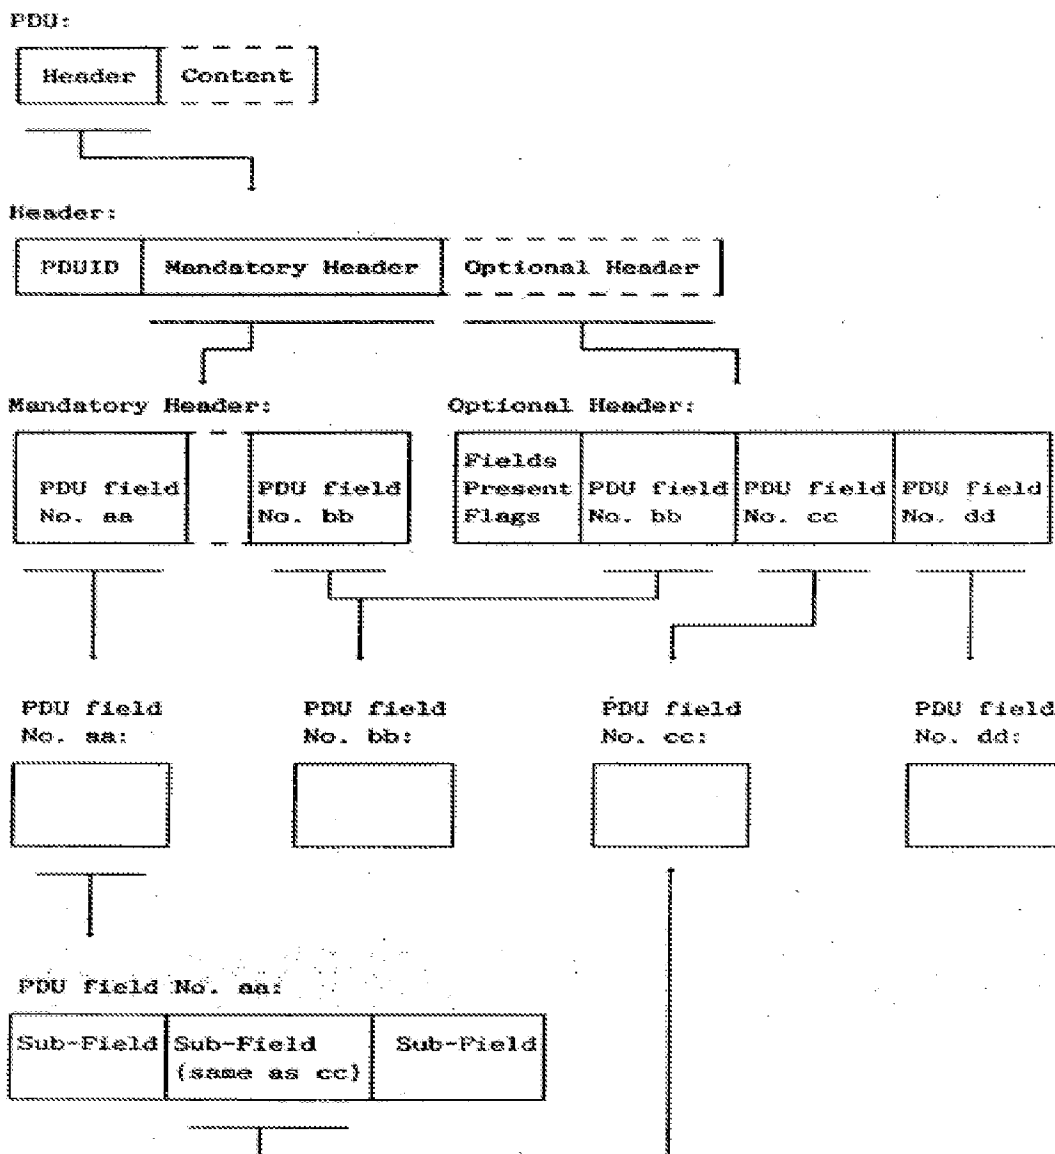 PDU:
Header Content
Header:
PDUID Mandatory Header Optional Header
Mandatory Header: Optional Header:
Fields
PDU field PDU field Present PDU field PDU field PDU field
No. aa No. bb Flags No. bb No. cc No. dd
PDU field PDU field PDU field PDU field
No. aa: No. bb: No. cc: No. dd:
PDU field No. aa:
Sub-Field Sub-Field Sub-Field
(same as cc)